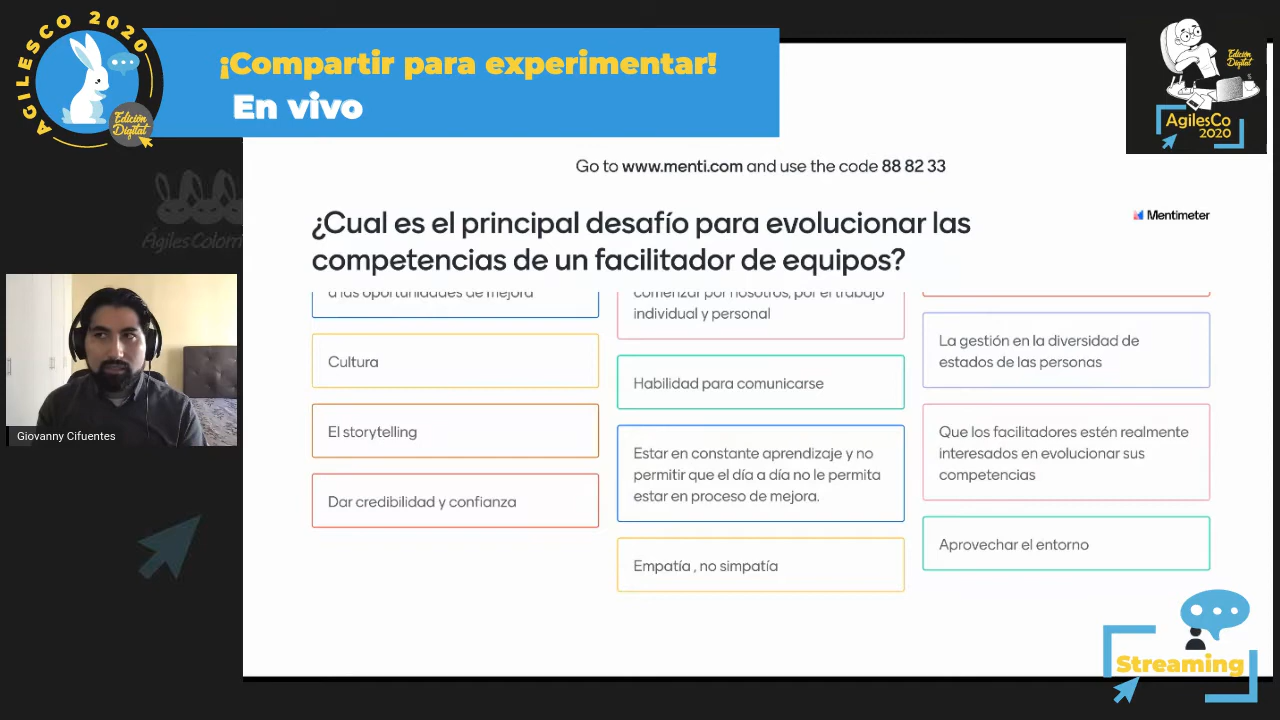 AGILESCO 2020
Edición
Digital
¡Compartir para experimentar!
En vivo
Edición
Digital
AgilesCo
2020
Go to www.menti.com and use the code 88 82 33
¿Cual es el principal desafío para evolucionar las
competencias de un facilitador de equipos?
Mentimeter
a las oportunidades de mejora
Cultura
El storytelling
Dar credibilidad y confianza
comenzar por nosotros, por el trabajo
individual y personal
Habilidad para comunicarse
Estar en constante aprendizaje y no
permitir que el día a día no le permita
estar en proceso de mejora.
Empatía , no simpatía
La gestión en la diversidad de
estados de las personas
Que los facilitadores estén realmente
interesados en evolucionar sus
competencias
Aprovechar el entorno
ÁgilesColom
Giovanny Cifuentes
Streaming